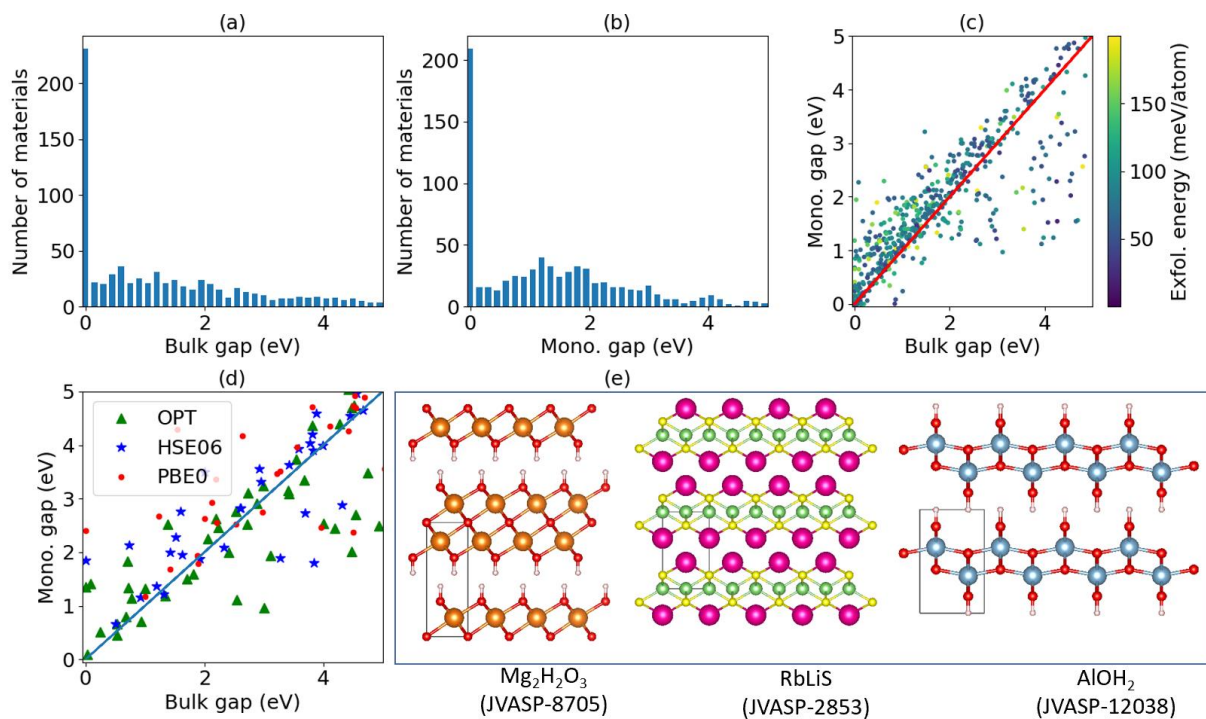 (a)
Number of materials
200
150
100
50
0
0 2 4
Bulk gap (eV)
(b)
Number of materials
200
150
100
50
0
0 2 4
Mono. gap (eV)
(c)
Mono. gap (eV)
5
4
3
2
1
0
0 2 4
Bulk gap (eV)
150
100
50
Exfol. energy (meV/atom)
(d)
Mono. gap (eV)
5
4
3
2
1
0
OPT
HSE06
PBE0
0 2 4
Bulk gap (eV)
(e)
Mg₂H₂O₃
(JVASP-8705)
RbLiS
(JVASP-2853)
AlOH₂
(JVASP-12038)